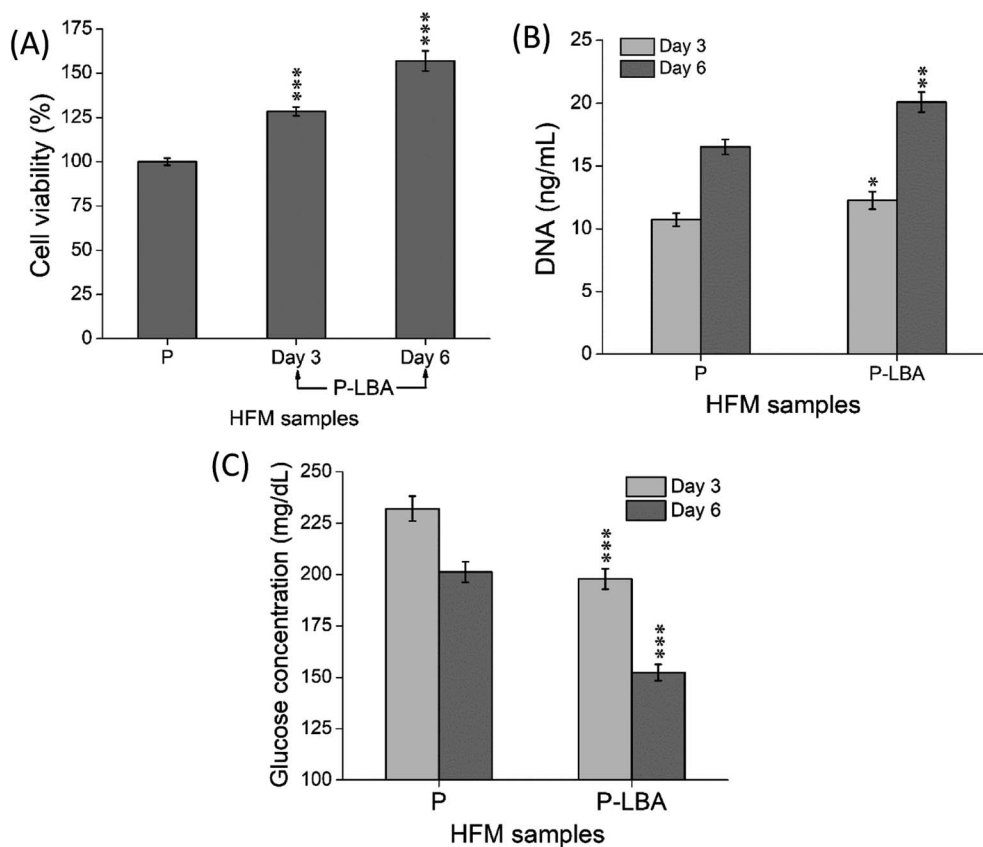 (A)
Cell viability (%)
175
150
125
100
75
50
25
0
***
***
P
Day 3
Day 6
P-LBA
HFM samples
(B)
DNA (ng/mL)
25
20
15
10
5
0
Day 3
Day 6
*
**
P
P-LBA
HFM samples
(C)
Glucose concentration (mg/dL)
250
225
200
175
150
125
100
Day 3
Day 6
***
***
P
P-LBA
HFM samples